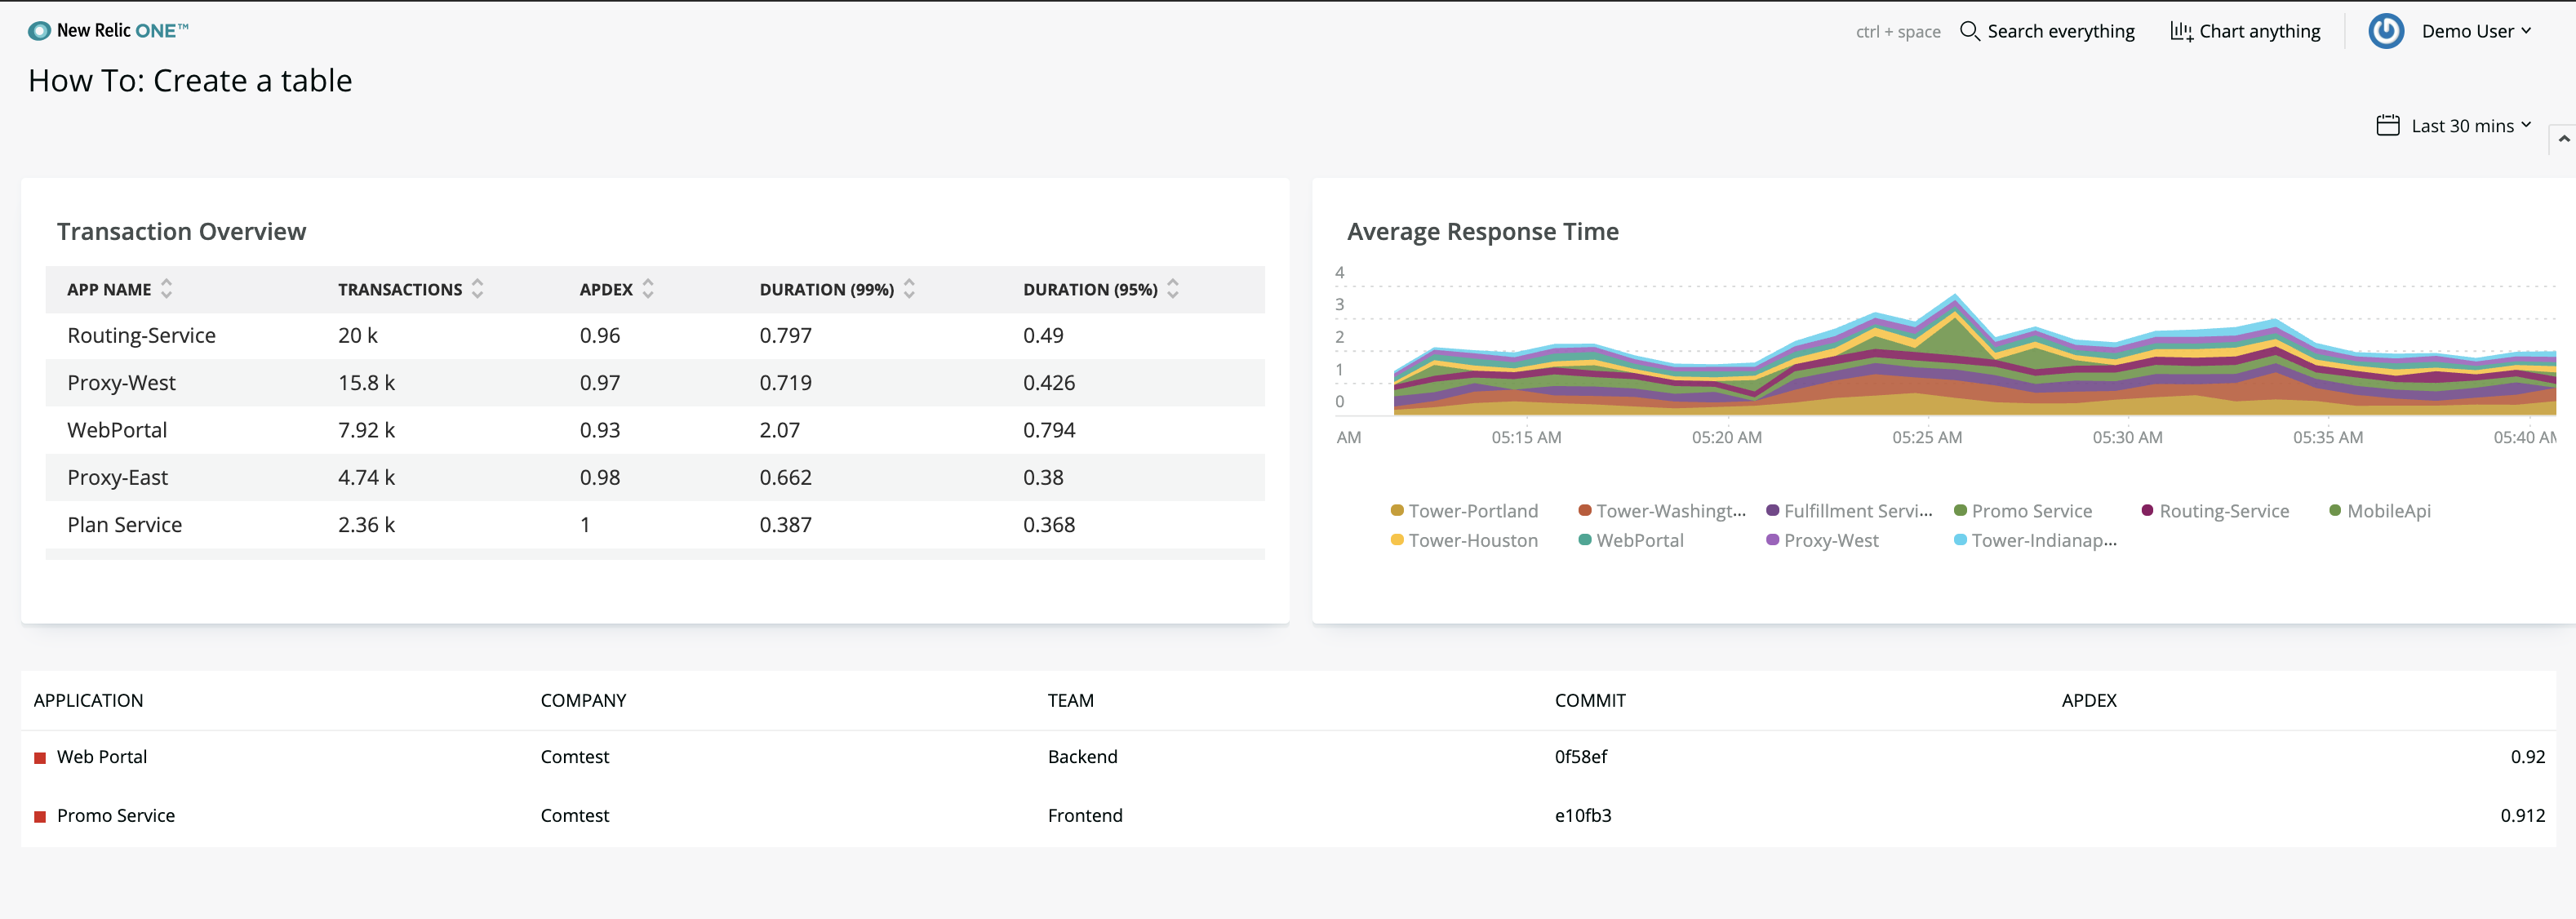 New Relic ONE™
ctrl + space Search everything Chart anything Demo User
How To: Create a table
Last 30 mins
Transaction Overview
APP NAME TRANSACTIONS APDEX DURATION (99%) DURATION (95%)
Routing-Service 20 k 0.96 0.797 0.49
Proxy-West 15.8 k 0.97 0.719 0.426
WebPortal 7.92 k 0.93 2.07 0.794
Proxy-East 4.74 k 0.98 0.662 0.38
Plan Service 2.36 k 1 0.387 0.368
Average Response Time
4
3
2
1
0
AM 05:15 AM 05:20 AM 05:25 AM 05:30 AM 05:35 AM 05:40 AM
Tower-Portland Tower-Washingt... Fulfillment Servi... Promo Service Routing-Service MobileApi
Tower-Houston WebPortal Proxy-West Tower-Indianap...
APPLICATION COMPANY TEAM COMMIT APDEX
Web Portal Comtest Backend 0f58ef 0.92
Promo Service Comtest Frontend e10fb3 0.912